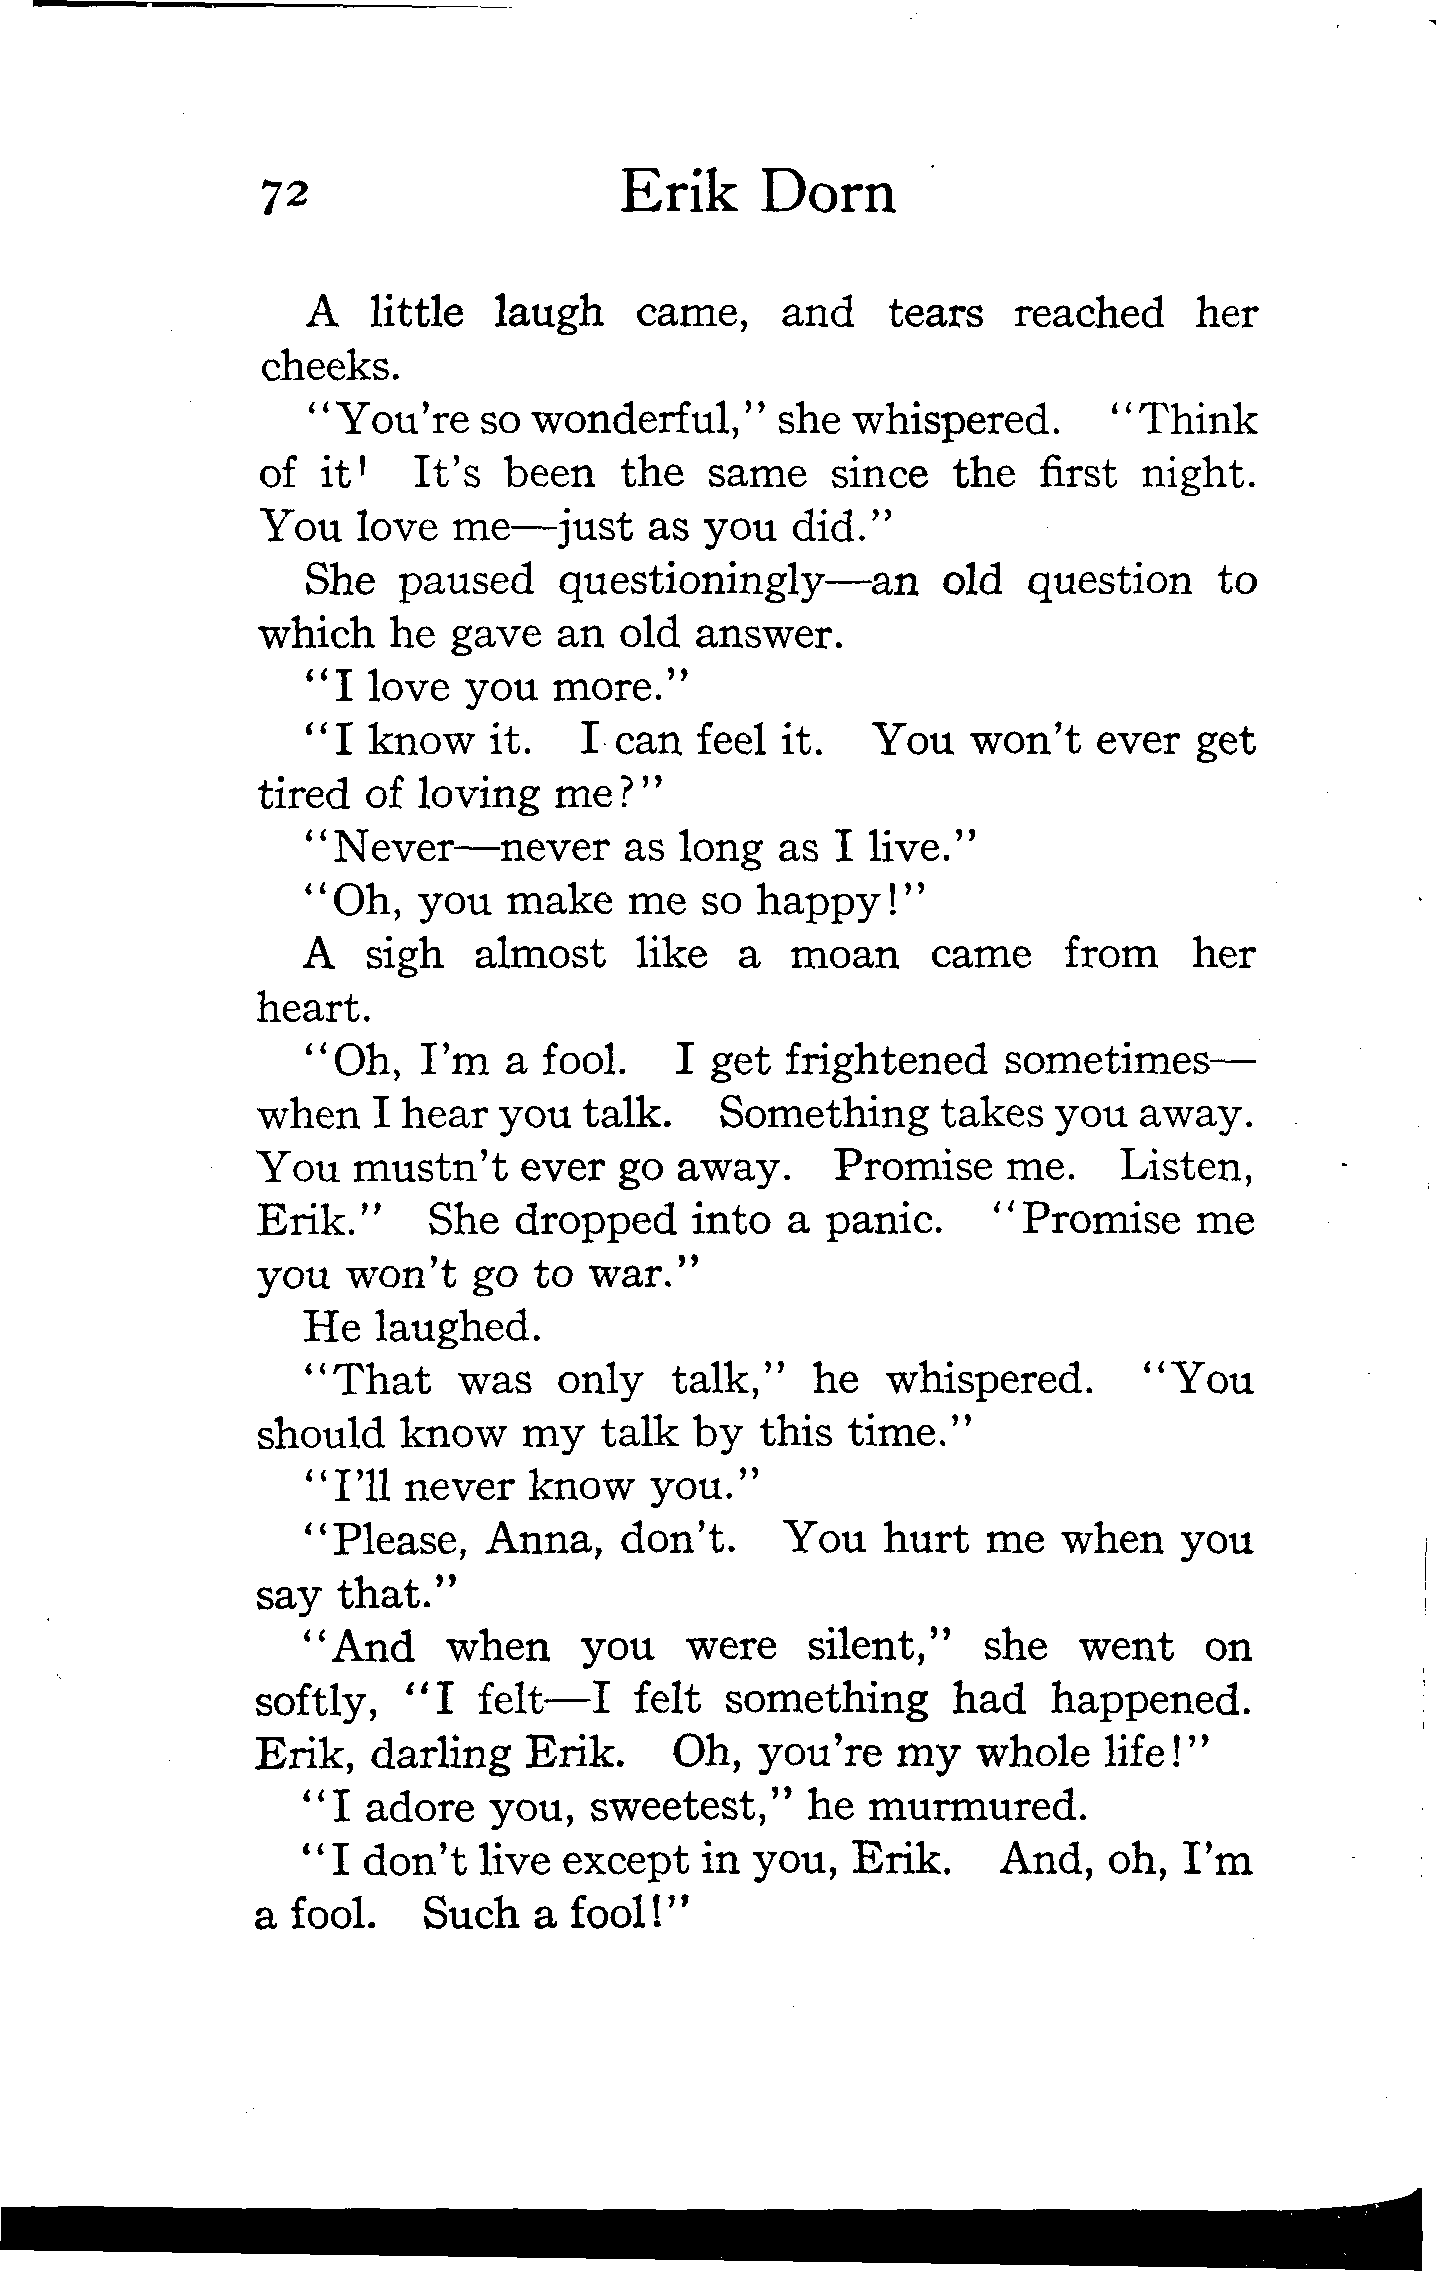 72 Erik Dorn
A little laugh came, and tears reached her
cheeks.
"You're so wonderful," she whispered. "Think
of it! It's been the same since the first night.
You love me—just as you did."
She paused questioningly—an old question to
which he gave an old answer.
"I love you more."
"I know it. I can feel it. You won't ever get
tired of loving me?"
"Never—never as long as I live."
"Oh, you make me so happy!"
A sigh almost like a moan came from her
heart.
"Oh, I'm a fool. I get frightened sometimes—
when I hear you talk. Something takes you away.
You mustn't ever go away. Promise me. Listen,
Erik." She dropped into a panic. "Promise me
you won't go to war."
He laughed.
"That was only talk," he whispered. "You
should know my talk by this time."
"I'll never know you."
"Please, Anna, don't. You hurt me when you
say that."
"And when you were silent," she went on
softly, "I felt—I felt something had happened.
Erik, darling Erik. Oh, you're my whole life!"
"I adore you, sweetest," he murmured.
"I don't live except in you, Erik. And, oh, I'm
a fool. Such a fool!"